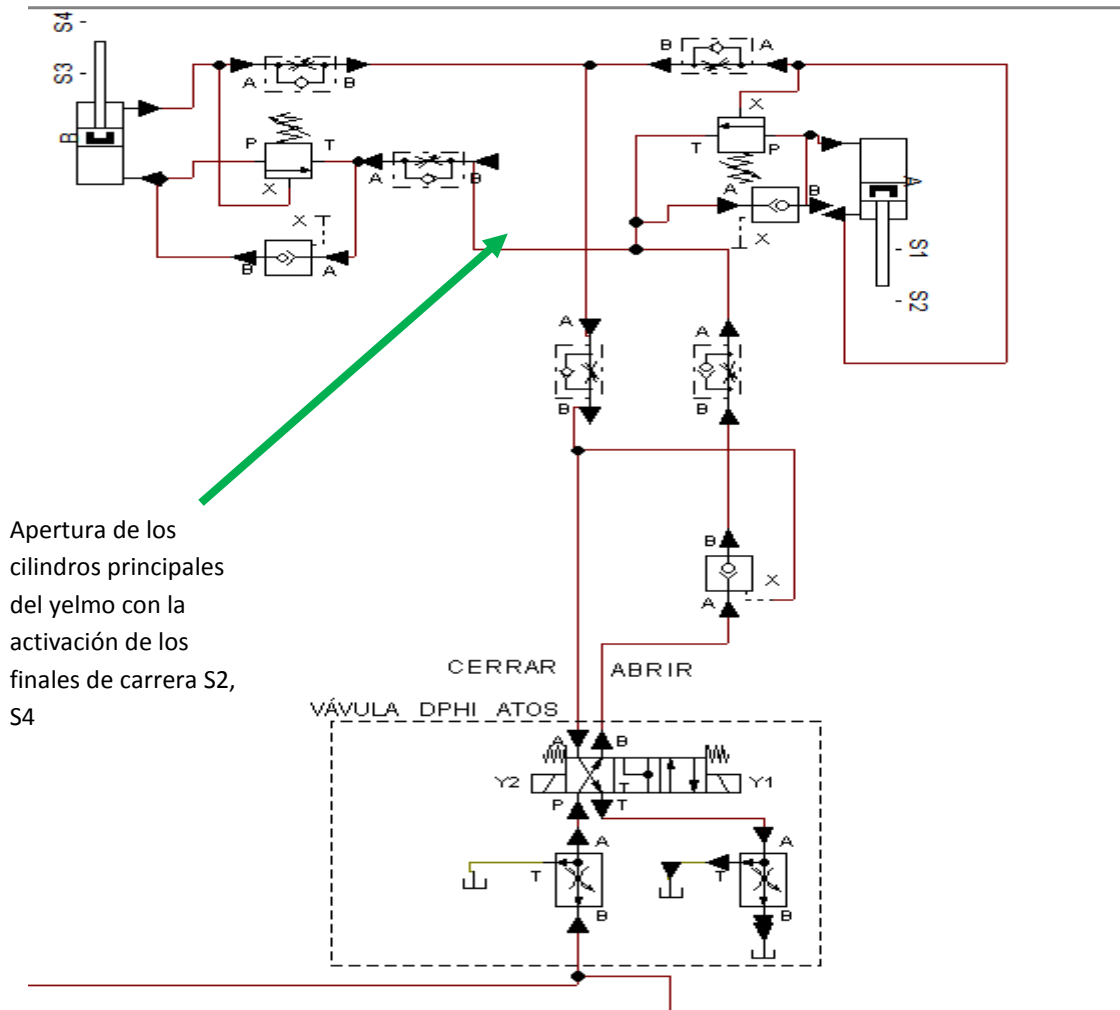 S4 -
S3 -
B
A B
B A
X
P T
T P
X
A B
A B
A
X
B A
X
S1
S2
A A
B B
B
X
A
Apertura de los
cilindros principales
del yelmo con la
activación de los
finales de carrera S2,
S4
CERRAR ABRIR
VÁVULA DPHI ATOS
A B
Y2 T Y1
P T
A A
T T
B B